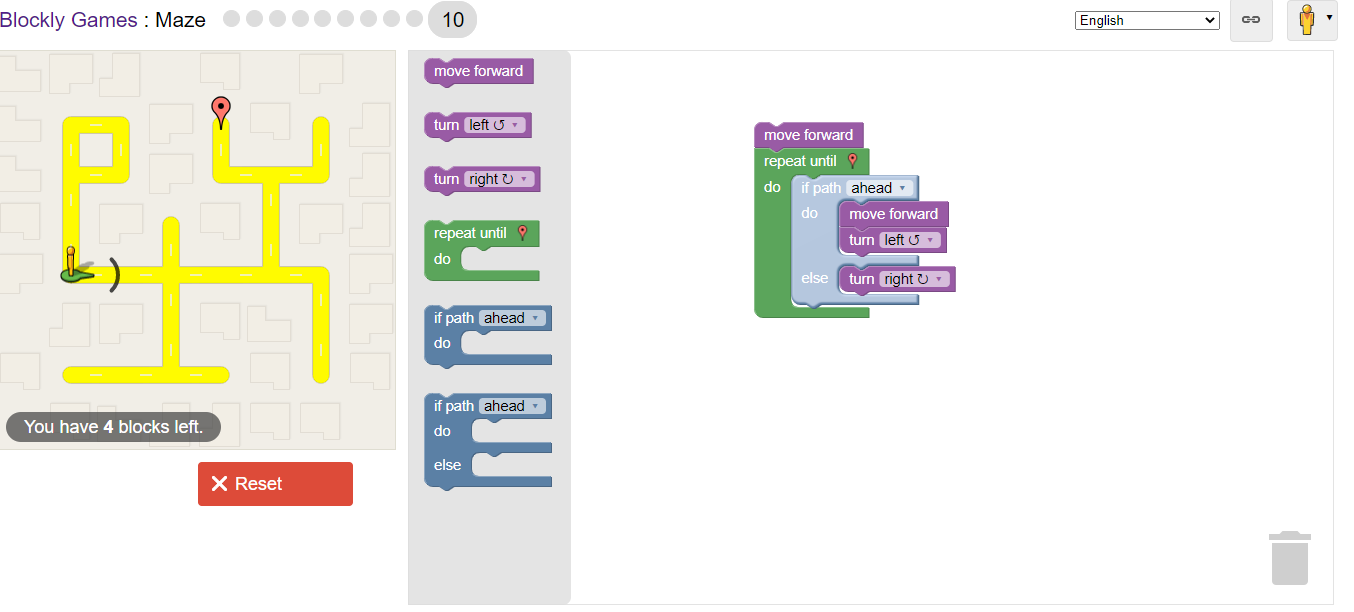 Blockly Games : Maze 10
English
move forward
turn left ↺ ▾
turn right ↻ ▾
repeat until
do
if path ahead ▾
do
if path ahead ▾
do
else
move forward
repeat until
do if path ahead ▾
do move forward
turn left ↺ ▾
else turn right ↻ ▾
You have 4 blocks left.
Reset